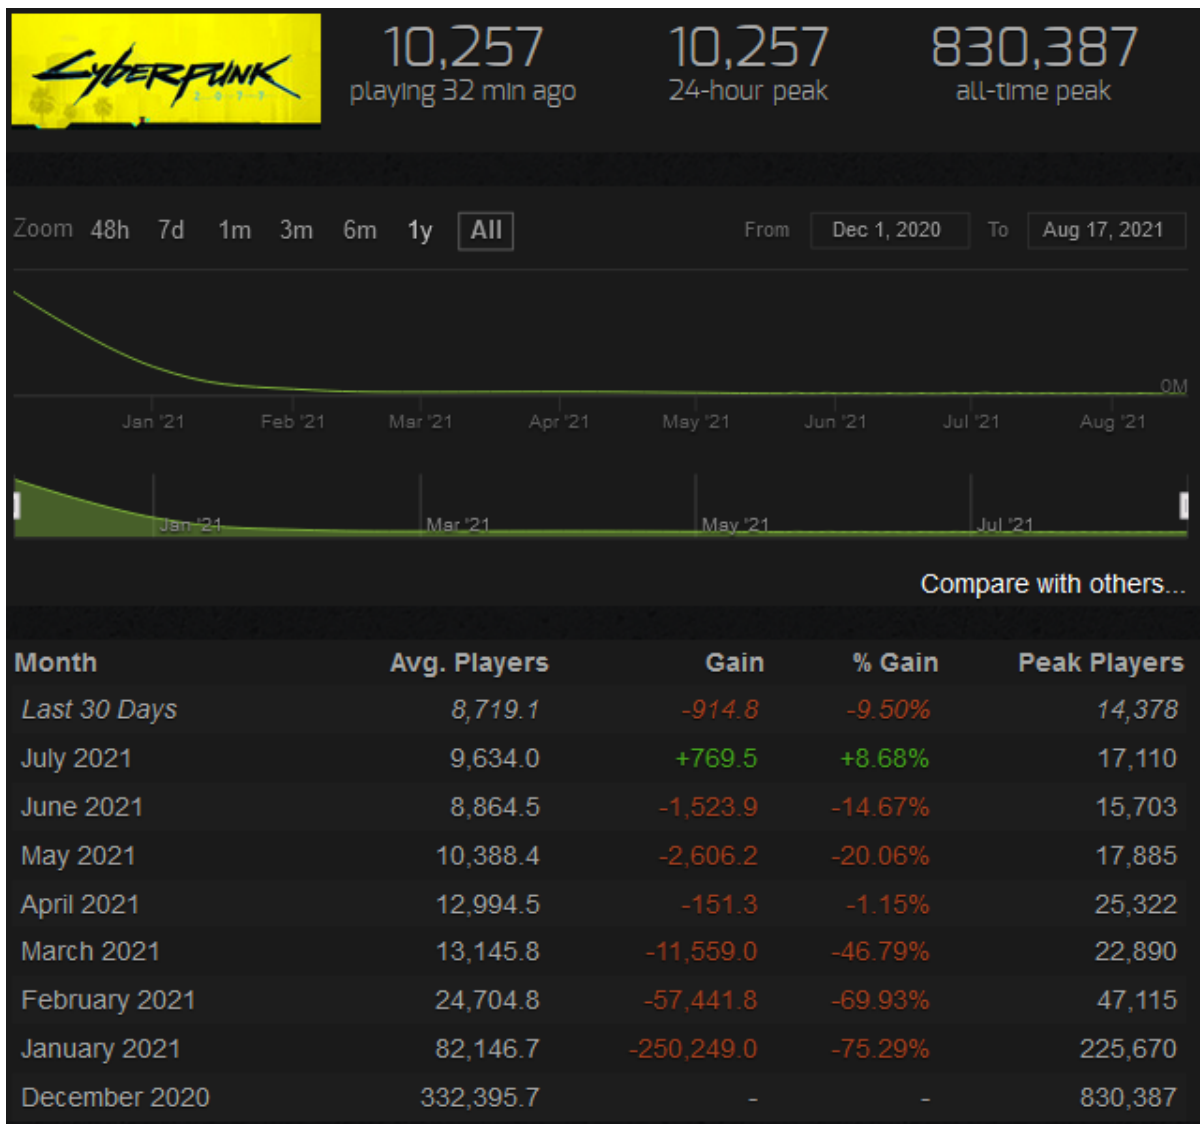 CYBERPUNK
2077
10,257 10,257 830,387
playing 32 min ago 24-hour peak all-time peak
Zoom 48h 7d 1m 3m 6m 1y All From Dec 1, 2020 To Aug 17, 2021
0M
Jan '21 Feb '21 Mar '21 Apr '21 May '21 Jun '21 Jul '21 Aug '21
Jan '21 Mar '21 May '21 Jul '21
Compare with others...
Month Avg. Players Gain % Gain Peak Players
Last 30 Days 8,719.1 -914.8 -9.50% 14,378
July 2021 9,634.0 +769.5 +8.68% 17,110
June 2021 8,864.5 -1,523.9 -14.67% 15,703
May 2021 10,388.4 -2,606.2 -20.06% 17,885
April 2021 12,994.5 -151.3 -1.15% 25,322
March 2021 13,145.8 -11,559.0 -46.79% 22,890
February 2021 24,704.8 -57,441.8 -69.93% 47,115
January 2021 82,146.7 -250,249.0 -75.29% 225,670
December 2020 332,395.7 - - 830,387